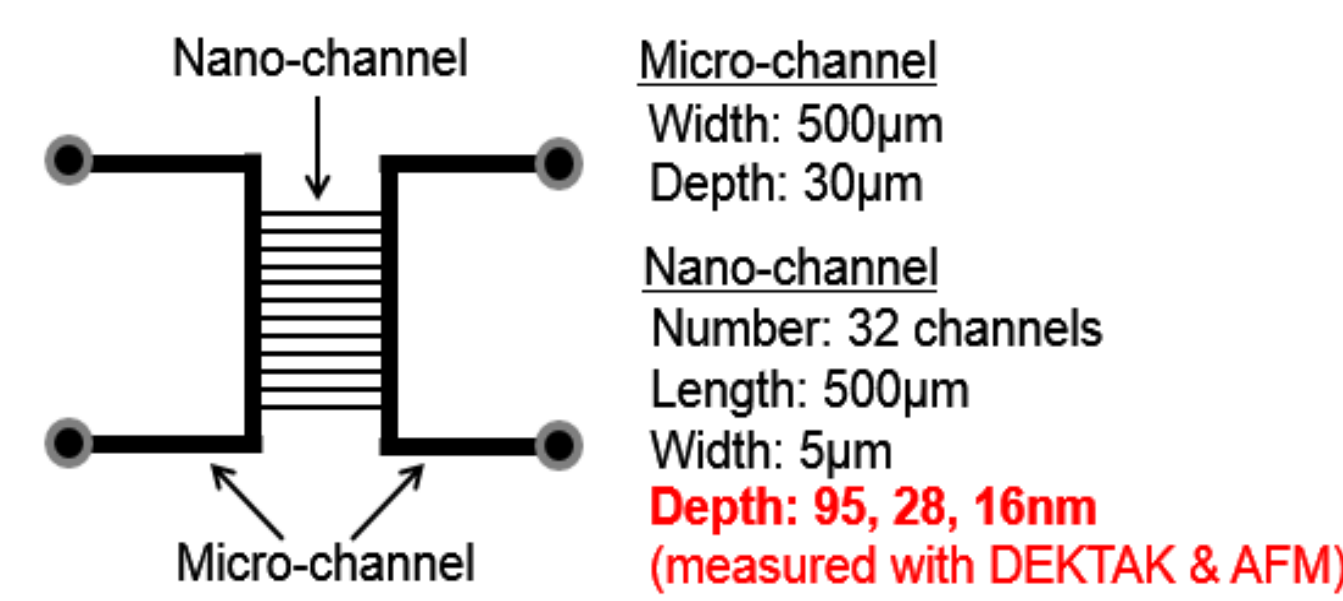 Nano-channel
Micro-channel
Micro-channel
Width: 500µm
Depth: 30µm
Nano-channel
Number: 32 channels
Length: 500µm
Width: 5µm
Depth: 95, 28, 16nm
(measured with DEKTAK & AFM)